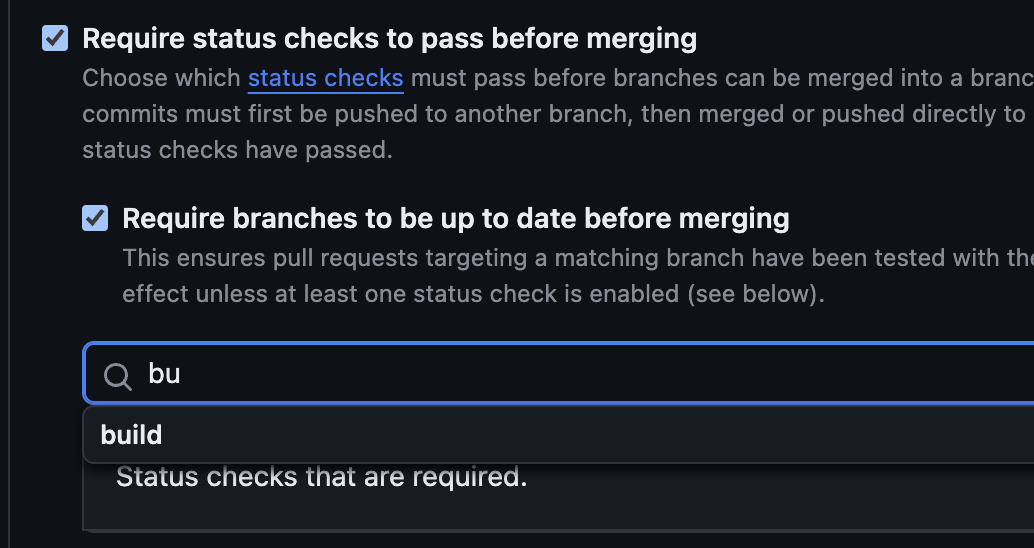 Require status checks to pass before merging
Choose which status checks must pass before branches can be merged into a branc
commits must first be pushed to another branch, then merged or pushed directly to
status checks have passed.
Require branches to be up to date before merging
This ensures pull requests targeting a matching branch have been tested with the
effect unless at least one status check is enabled (see below).
bu
build
Status checks that are required.